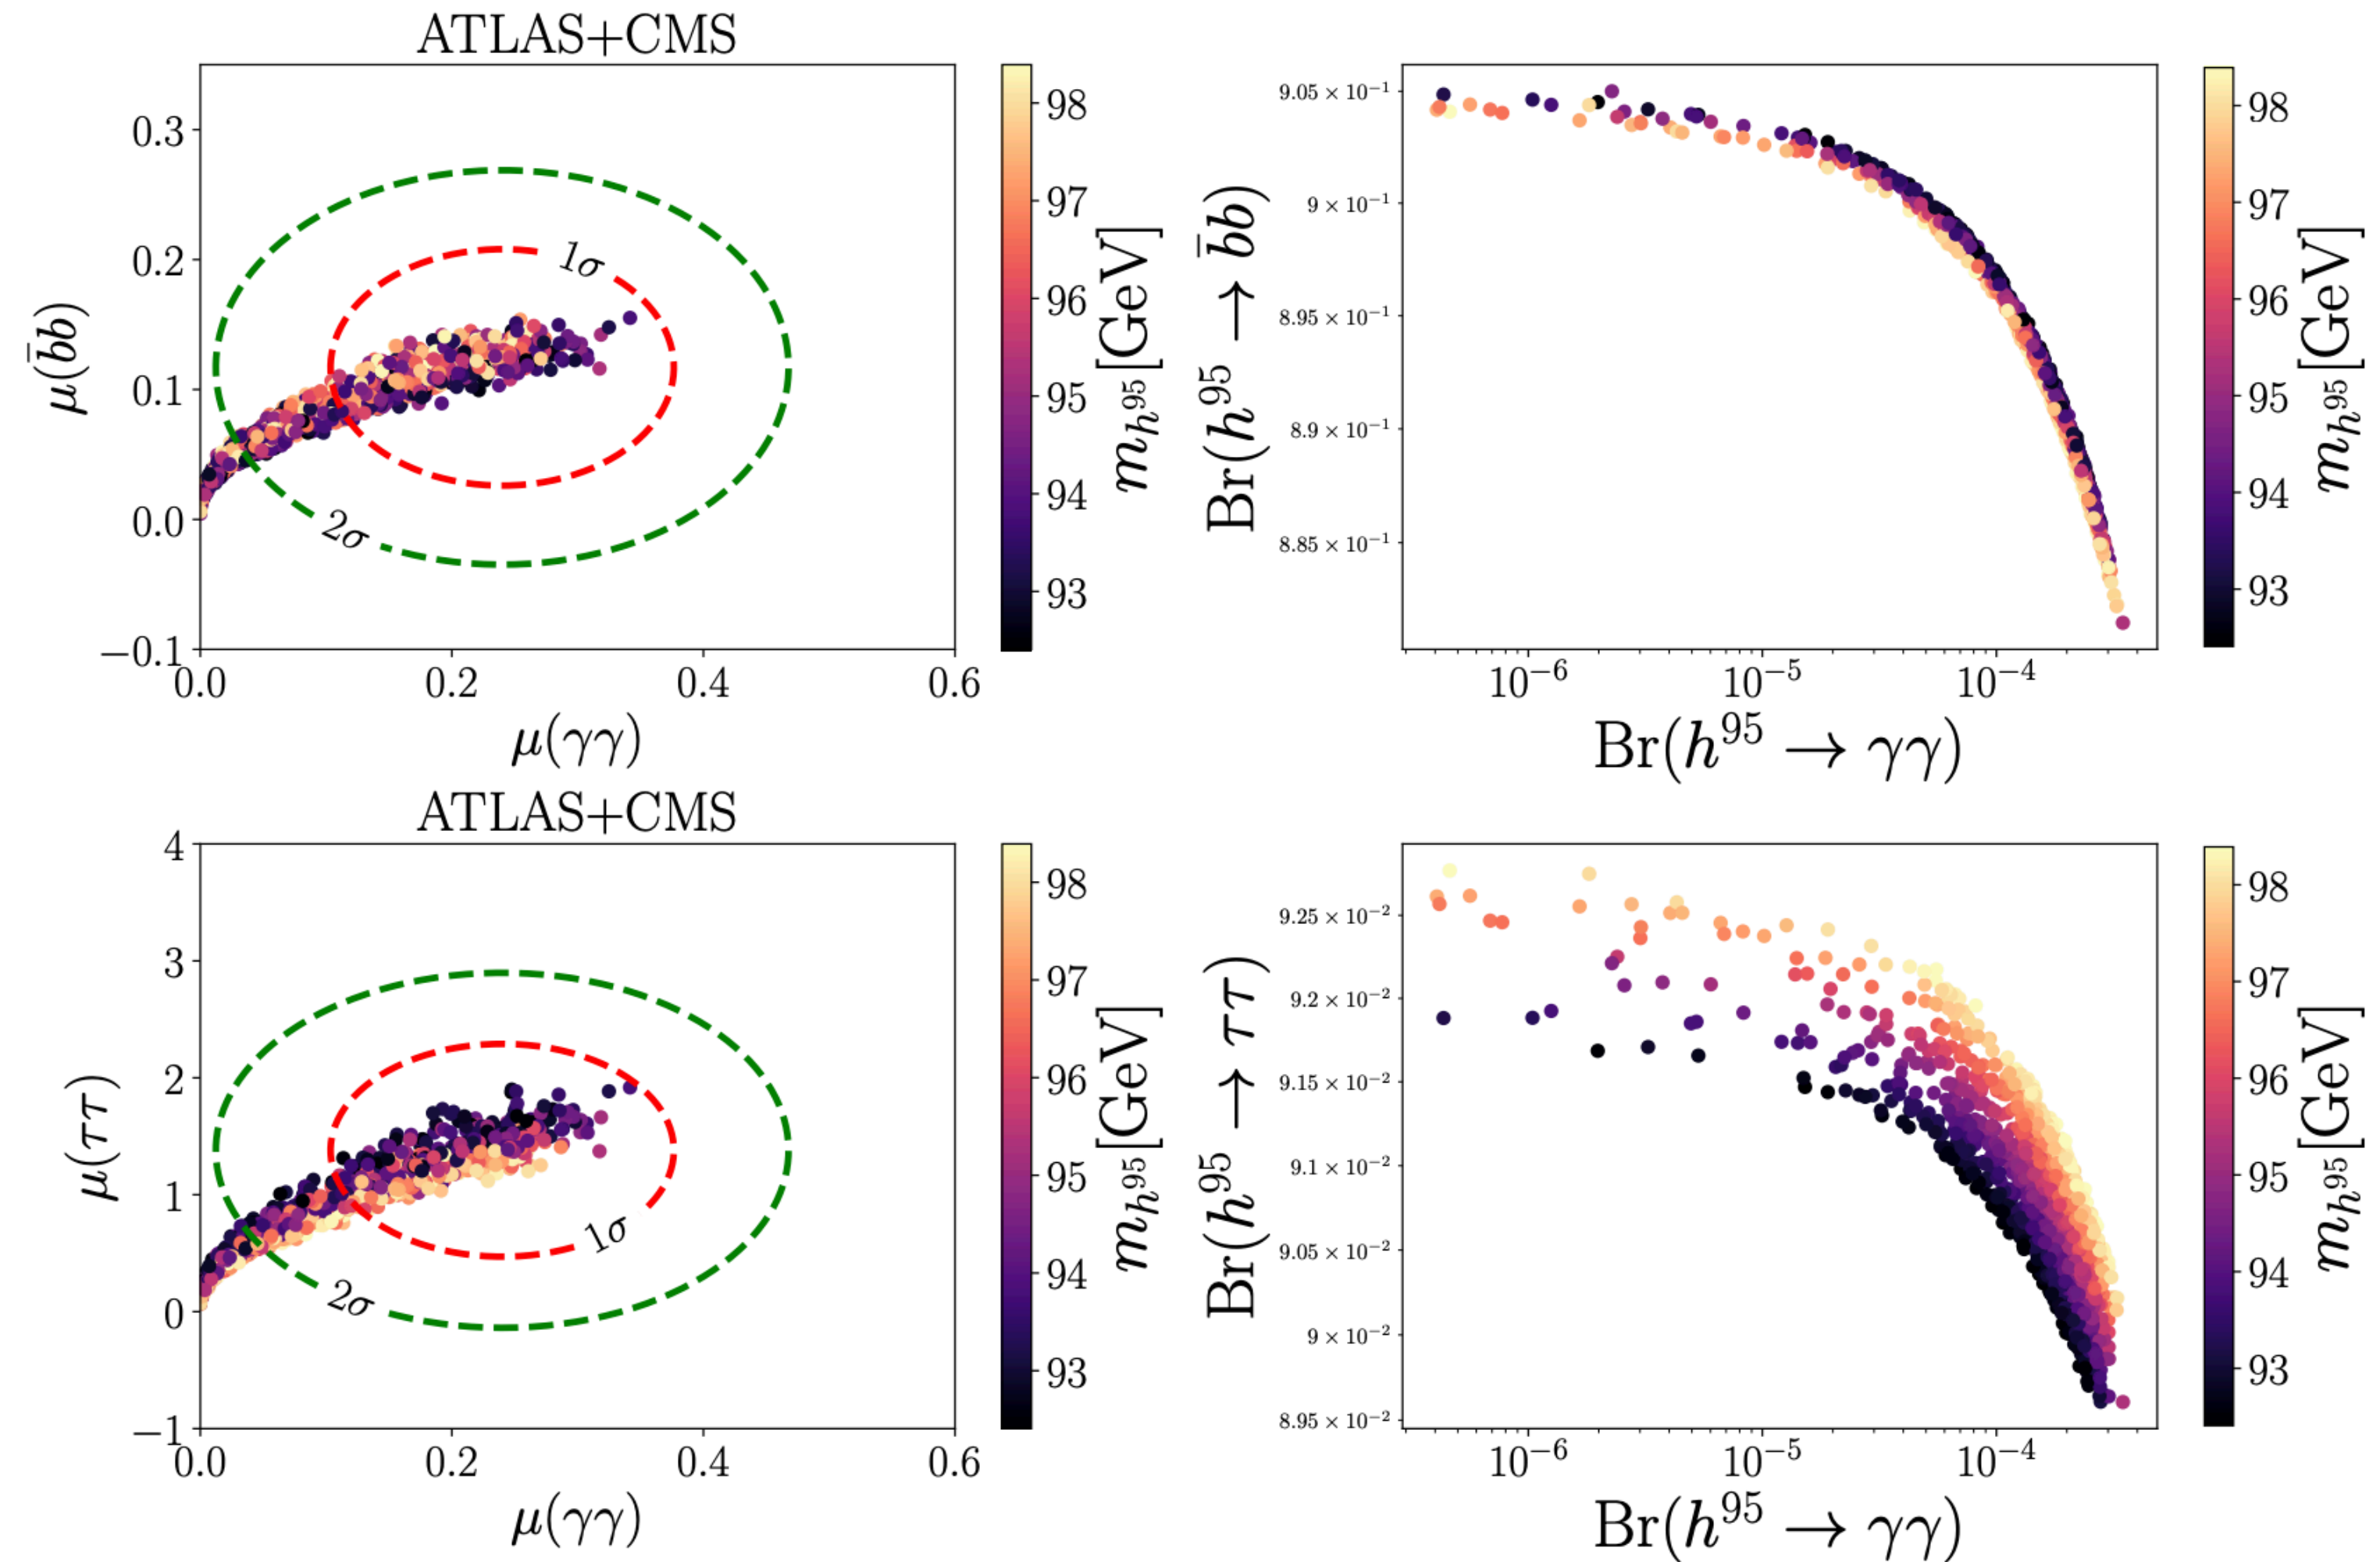 ATLAS+CMS
0.3
0.2
0.1
0.0
−0.1
0.0 0.2 0.4 0.6
μ(b̄b)
μ(γγ)
1σ
2σ
98
97
96
95
94
93
m_{h^{95}} [GeV]
9.05 × 10⁻¹
9 × 10⁻¹
8.95 × 10⁻¹
8.9 × 10⁻¹
8.85 × 10⁻¹
10⁻⁶ 10⁻⁵ 10⁻⁴
Br(h⁹⁵ → b̄b)
Br(h⁹⁵ → γγ)
98
97
96
95
94
93
m_{h^{95}} [GeV]
ATLAS+CMS
4
3
2
1
0
−1
0.0 0.2 0.4 0.6
μ(ττ)
μ(γγ)
1σ
2σ
98
97
96
95
94
93
m_{h^{95}} [GeV]
9.25 × 10⁻²
9.2 × 10⁻²
9.15 × 10⁻²
9.1 × 10⁻²
9.05 × 10⁻²
9 × 10⁻²
8.95 × 10⁻²
10⁻⁶ 10⁻⁵ 10⁻⁴
Br(h⁹⁵ → ττ)
Br(h⁹⁵ → γγ)
98
97
96
95
94
93
m_{h^{95}} [GeV]